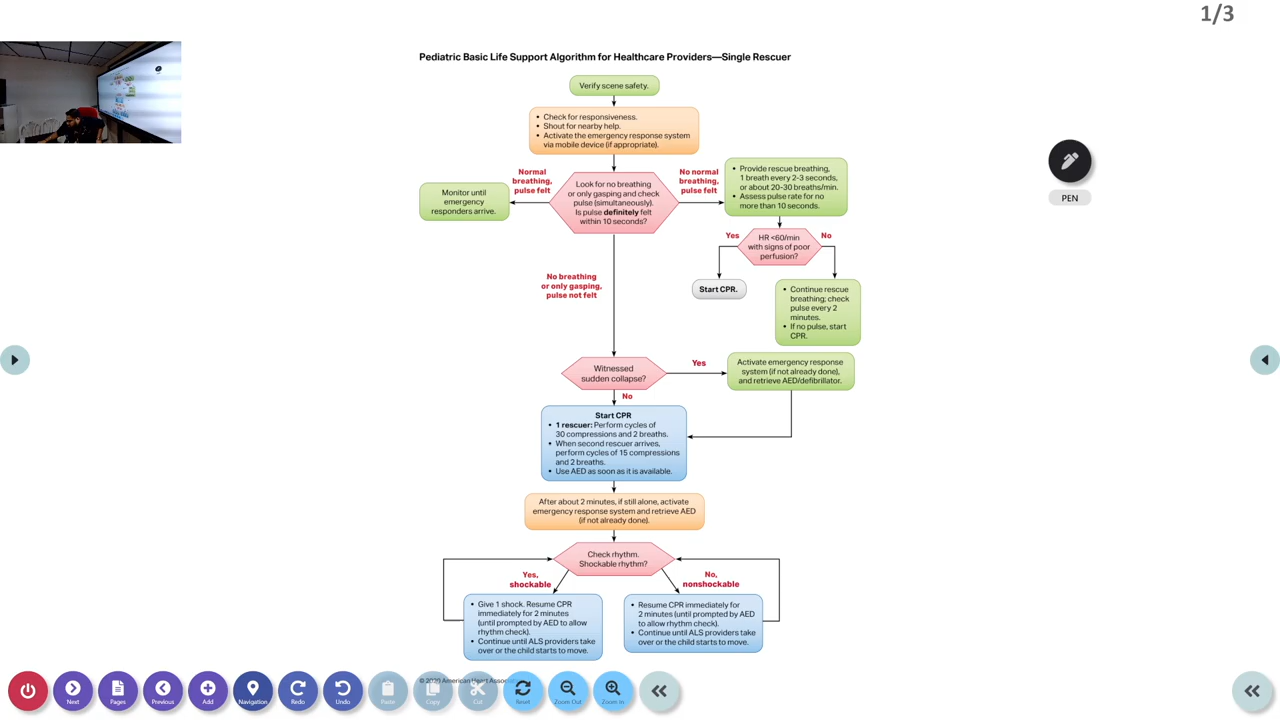 1/3
Pediatric Basic Life Support Algorithm for Healthcare Providers—Single Rescuer
Verify scene safety.
• Check for responsiveness.
• Shout for nearby help.
• Activate the emergency response system
via mobile device (if appropriate).
Normal
breathing,
pulse felt
Look for no breathing
or only gasping and check
pulse (simultaneously).
Is pulse definitely felt
within 10 seconds?
No normal
breathing,
pulse felt
Monitor until
emergency
responders arrive.
• Provide rescue breathing,
1 breath every 2-3 seconds,
or about 20-30 breaths/min.
• Assess pulse rate for no
more than 10 seconds.
PEN
Yes
HR <60/min
with signs of poor
perfusion?
No
Start CPR.
• Continue rescue
breathing; check
pulse every 2
minutes.
• If no pulse, start
CPR.
No breathing
or only gasping,
pulse not felt
Witnessed
sudden collapse?
Yes
Activate emergency response
system (if not already done),
and retrieve AED/defibrillator.
No
Start CPR
• 1 rescuer: Perform cycles of
30 compressions and 2 breaths.
• When second rescuer arrives,
perform cycles of 15 compressions
and 2 breaths.
• Use AED as soon as it is available.
After about 2 minutes, if still alone, activate
emergency response system and retrieve AED
(if not already done).
Check rhythm.
Shockable rhythm?
Yes,
shockable
No,
nonshockable
• Give 1 shock. Resume CPR
immediately for 2 minutes
(until prompted by AED to allow
rhythm check).
• Continue until ALS providers take
over or the child starts to move.
• Resume CPR immediately for
2 minutes (until prompted by AED
to allow rhythm check).
• Continue until ALS providers take
over or the child starts to move.
© 2020 American Heart
Next
Pages
Previous
Add
Navigation
Redo
Undo
Paste
Copy
Cut
Reset
Zoom Out
Zoom In